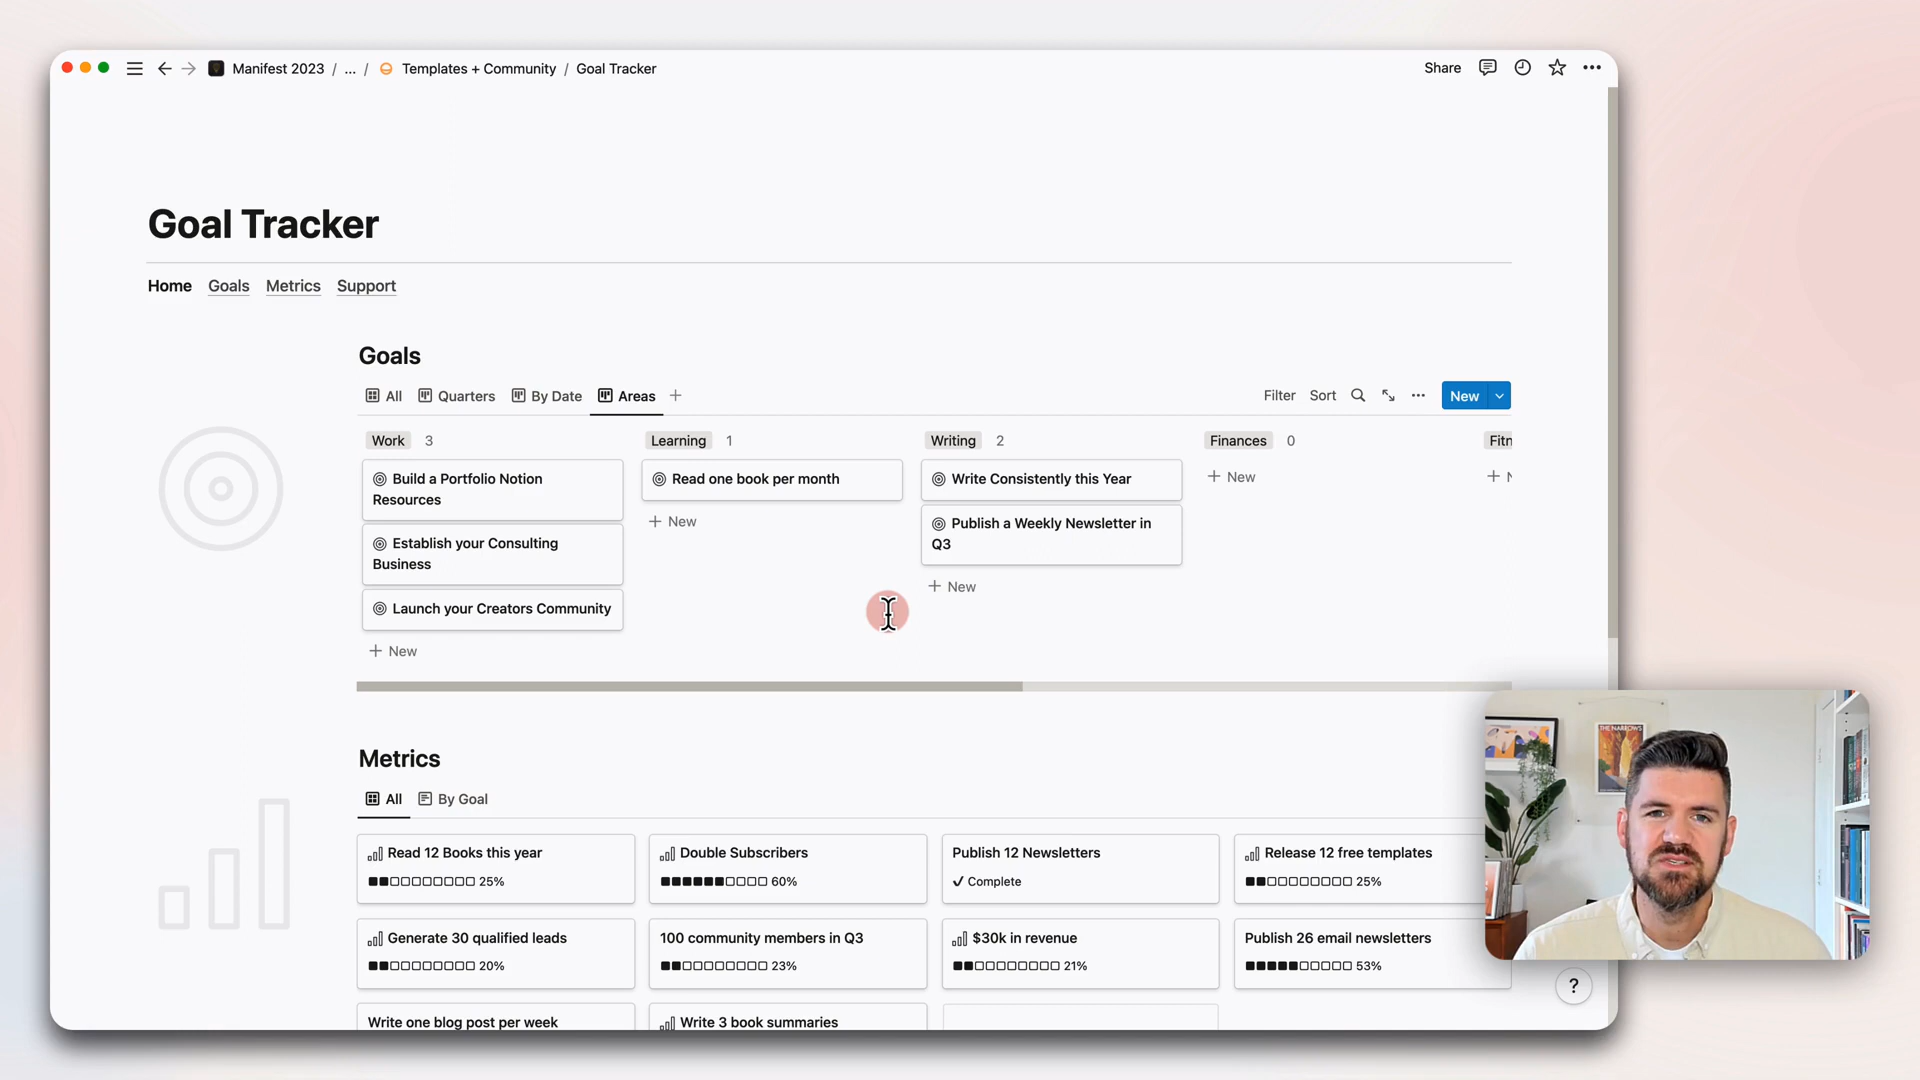 Manifest 2023 / ... / Templates + Community / Goal Tracker
Share
Goal Tracker
Home Goals Metrics Support
Goals
All Quarters By Date Areas
Filter Sort New
Work 3
Build a Portfolio Notion
Resources
Establish your Consulting
Business
Launch your Creators Community
+ New
Learning 1
Read one book per month
+ New
Writing 2
Write Consistently this Year
Publish a Weekly Newsletter in
Q3
+ New
Finances 0
+ New
Fitn
+ N
Metrics
All By Goal
Read 12 Books this year
25%
Double Subscribers
60%
Publish 12 Newsletters
✓ Complete
Release 12 free templates
25%
Generate 30 qualified leads
20%
100 community members in Q3
23%
$30k in revenue
21%
Publish 26 email newsletters
53%
Write one blog post per week
Write 3 book summaries
THE NARROWS
?